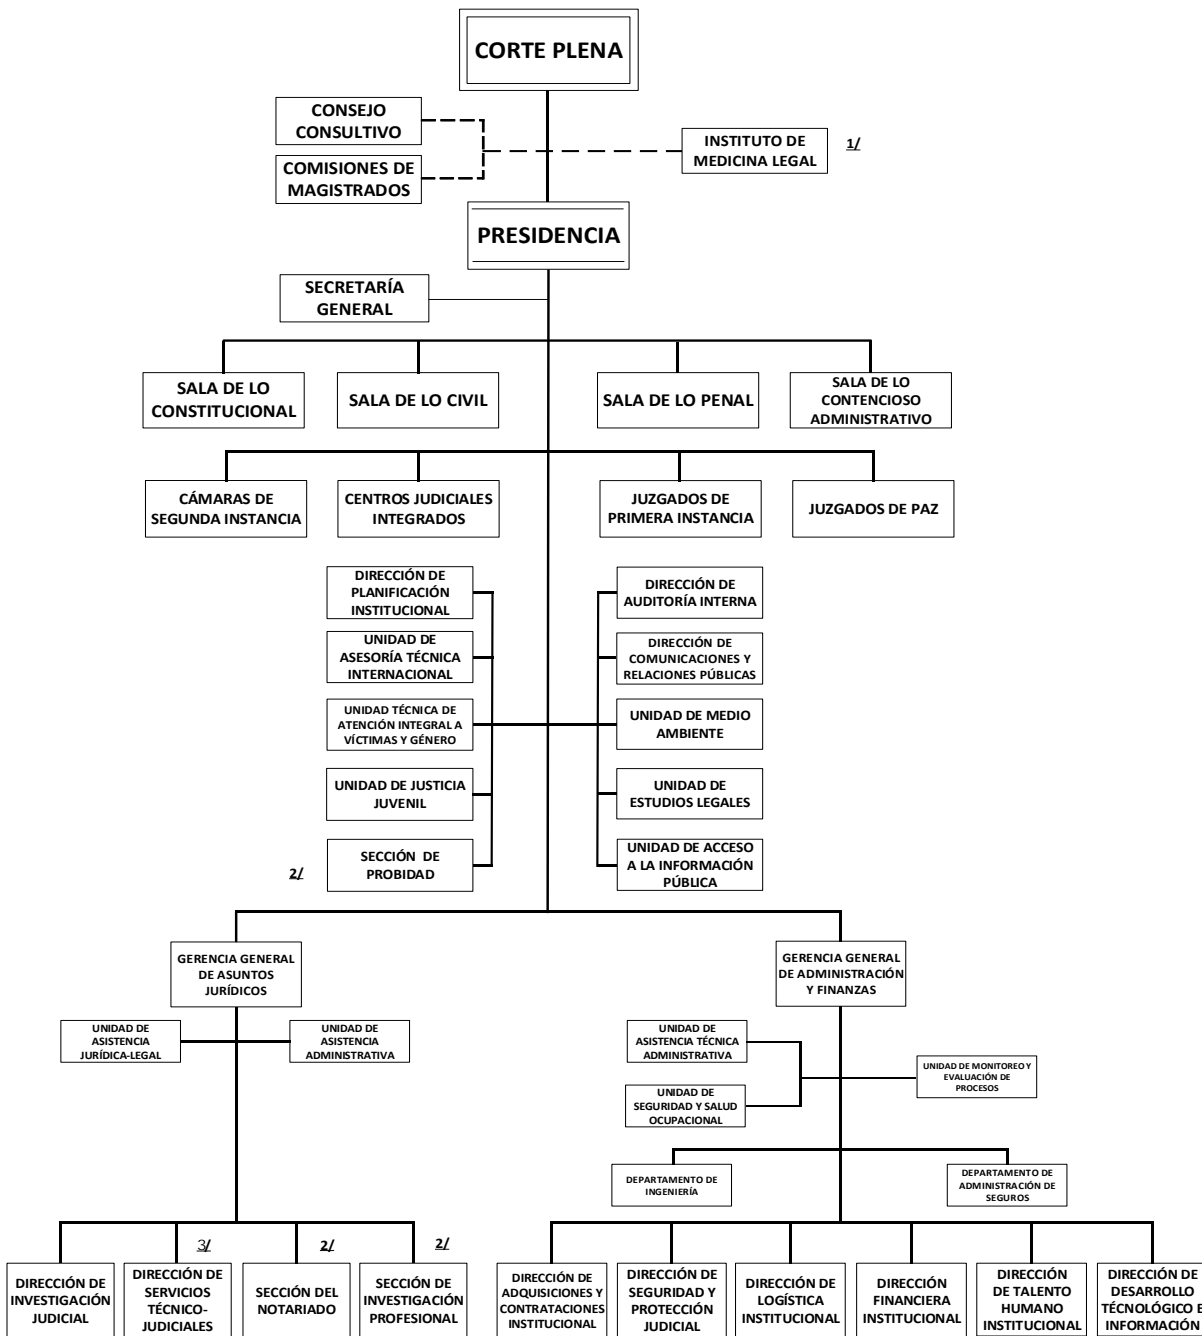 CORTE PLENA
CONSEJO
CONSULTIVO
COMISIONES DE
MAGISTRADOS
INSTITUTO DE
MEDICINA LEGAL
1/
PRESIDENCIA
SECRETARÍA
GENERAL
SALA DE LO
CONSTITUCIONAL
SALA DE LO CIVIL
SALA DE LO PENAL
SALA DE LO
CONTENCIOSO
ADMINISTRATIVO
CÁMARAS DE
SEGUNDA INSTANCIA
CENTROS JUDICIALES
INTEGRADOS
JUZGADOS DE
PRIMERA INSTANCIA
JUZGADOS DE PAZ
DIRECCIÓN DE
PLANIFICACIÓN
INSTITUCIONAL
DIRECCIÓN DE
AUDITORÍA INTERNA
UNIDAD DE
ASESORÍA TÉCNICA
INTERNACIONAL
DIRECCIÓN DE
COMUNICACIONES Y
RELACIONES PÚBLICAS
UNIDAD TÉCNICA DE
ATENCIÓN INTEGRAL A
VÍCTIMAS Y GÉNERO
UNIDAD DE MEDIO
AMBIENTE
UNIDAD DE JUSTICIA
JUVENIL
UNIDAD DE
ESTUDIOS LEGALES
2/
SECCIÓN DE
PROBIDAD
UNIDAD DE ACCESO
A LA INFORMACIÓN
PÚBLICA
GERENCIA GENERAL
DE ASUNTOS
JURÍDICOS
GERENCIA GENERAL
DE ADMINISTRACIÓN
Y FINANZAS
UNIDAD DE
ASISTENCIA
JURÍDICA-LEGAL
UNIDAD DE
ASISTENCIA
ADMINISTRATIVA
UNIDAD DE
ASISTENCIA TÉCNICA
ADMINISTRATIVA
UNIDAD DE MONITOREO Y
EVALUACIÓN DE
PROCESOS
UNIDAD DE
SEGURIDAD Y SALUD
OCUPACIONAL
DEPARTAMENTO DE
INGENIERÍA
DEPARTAMENTO DE
ADMINISTRACIÓN DE
SEGUROS
3/
2/
2/
DIRECCIÓN DE
INVESTIGACIÓN
JUDICIAL
DIRECCIÓN DE
SERVICIOS
TÉCNICO-
JUDICIALES
SECCIÓN DEL
NOTARIADO
SECCIÓN DE
INVESTIGACIÓN
PROFESIONAL
DIRECCIÓN DE
ADQUISICIONES Y
CONTRATACIONES
INSTITUCIONAL
DIRECCIÓN DE
SEGURIDAD Y
PROTECCIÓN
JUDICIAL
DIRECCIÓN DE
LOGÍSTICA
INSTITUCIONAL
DIRECCIÓN
FINANCIERA
INSTITUCIONAL
DIRECCIÓN
DE TALENTO
HUMANO
INSTITUCIONAL
DIRECCIÓN DE
DESARROLLO
TÉCNOLÓGICO E
INFORMACIÓN